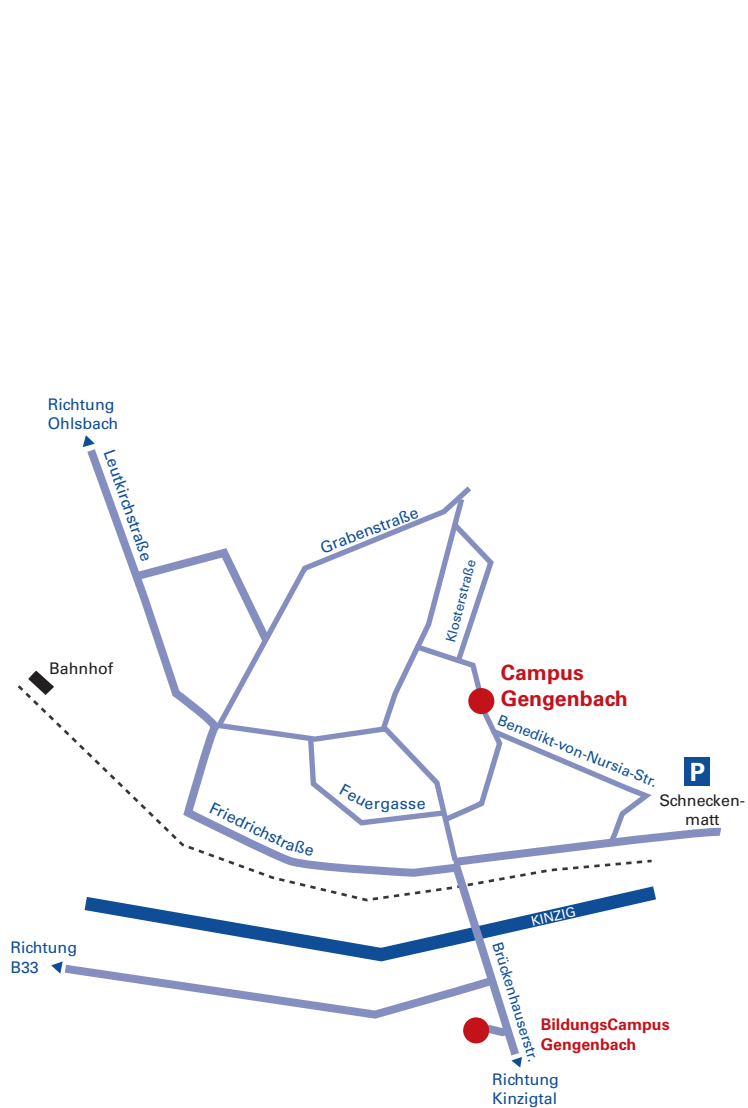 Richtung
Ohlsbach
Leutkirchstraße
Grabenstraße
Klosterstraße
Bahnhof
Campus
Gengenbach
Benedikt-von-Nursia-Str.
P
Schnecken-
matt
Feuergasse
Friedrichstraße
KINZIG
Richtung
B33
Brückenhauserstr.
BildungsCampus
Gengenbach
Richtung
Kinzigtal